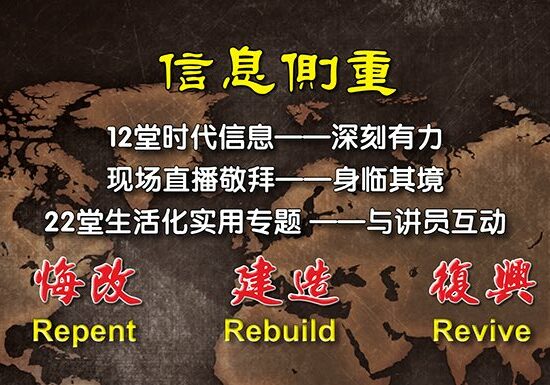 信息側重
12堂时代信息——深刻有力
现场直播敬拜——身临其境
22堂生活化实用专题 ——与讲员互动
悔改 建造 復興
Repent Rebuild Revive